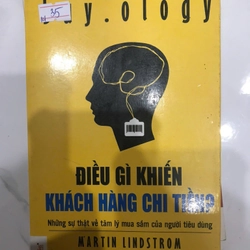 35
buy.ology
ĐIỀU GÌ KHIẾN
KHÁCH HÀNG CHI TIỀN?
Những sự thật về tâm lý mua sắm của người tiêu dùng
MARTIN LINDSTROM